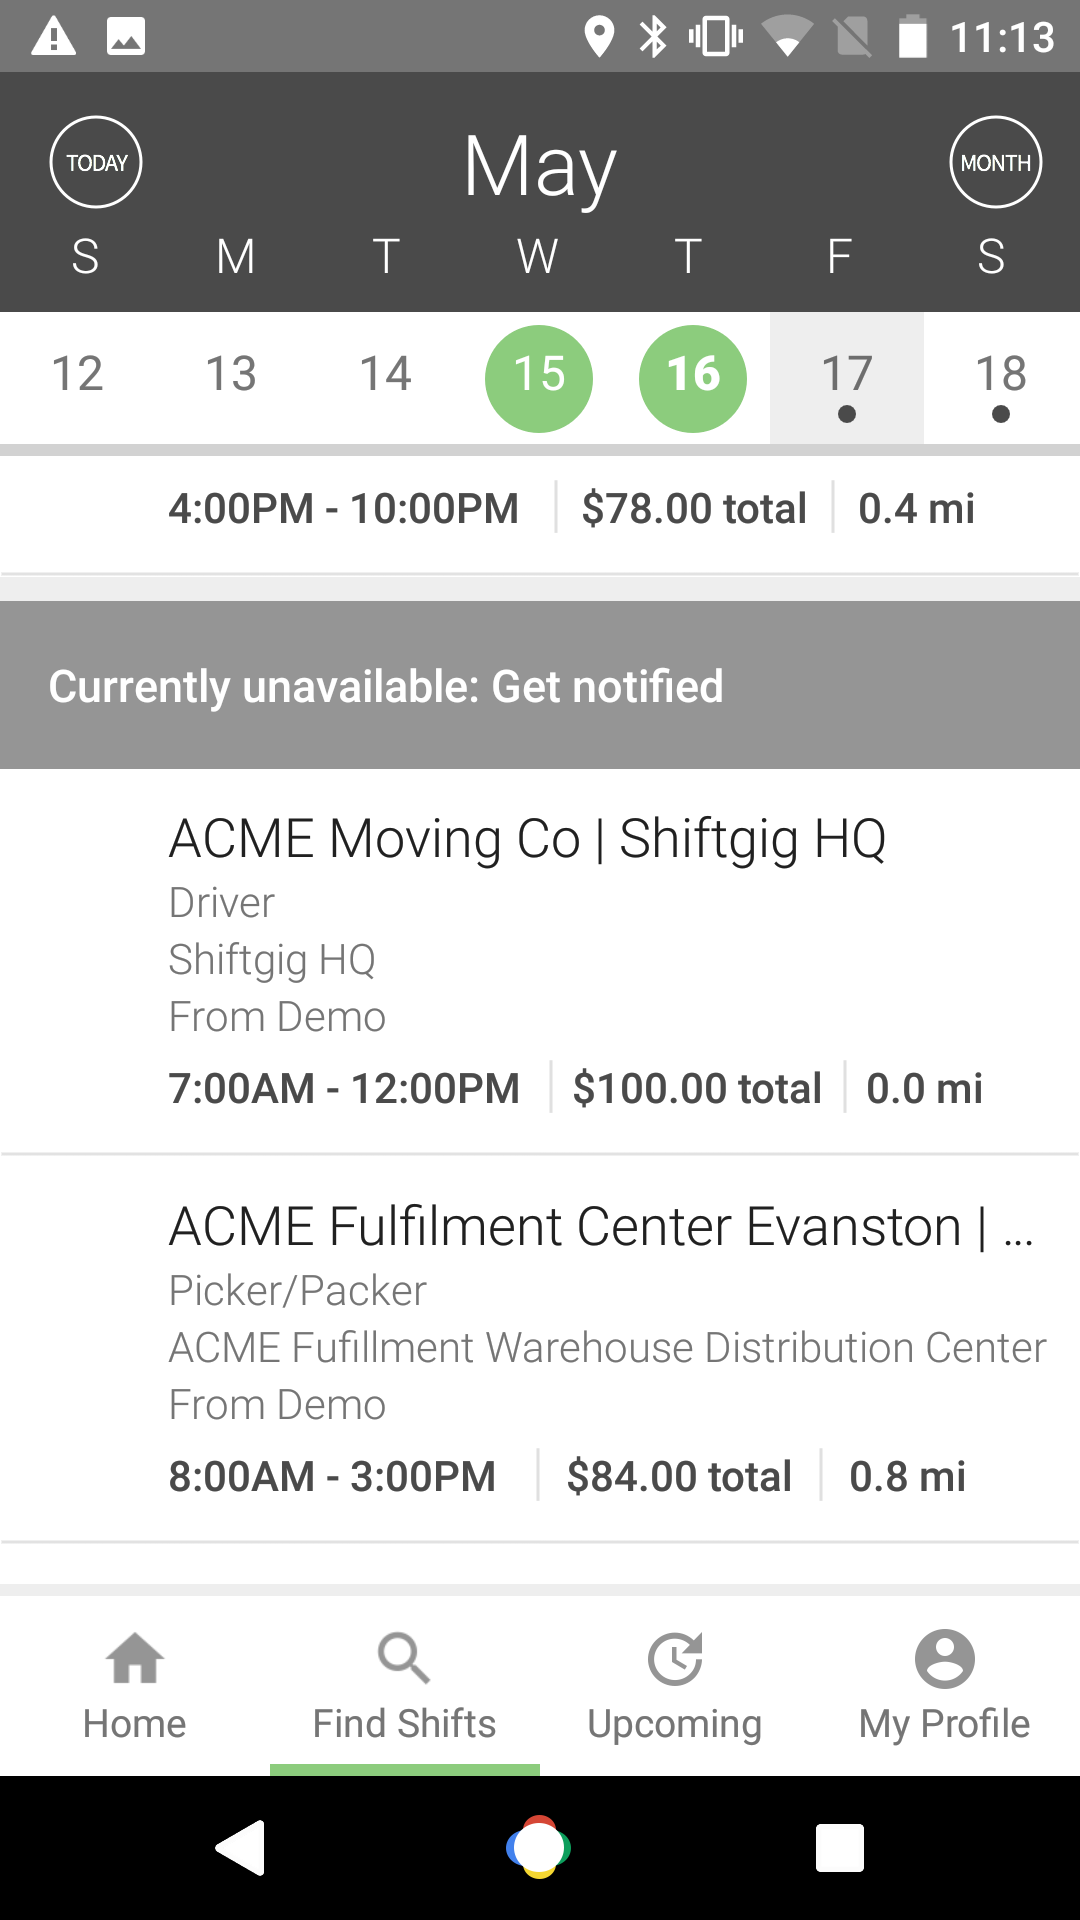 11:13
TODAY May MONTH
S M T W T F S
12 13 14 15 16 17 18
4:00PM - 10:00PM $78.00 total 0.4 mi
Currently unavailable: Get notified
ACME Moving Co | Shiftgig HQ
Driver
Shiftgig HQ
From Demo
7:00AM - 12:00PM $100.00 total 0.0 mi
ACME Fulfilment Center Evanston | ...
Picker/Packer
ACME Fufillment Warehouse Distribution Center
From Demo
8:00AM - 3:00PM $84.00 total 0.8 mi
Home Find Shifts Upcoming My Profile